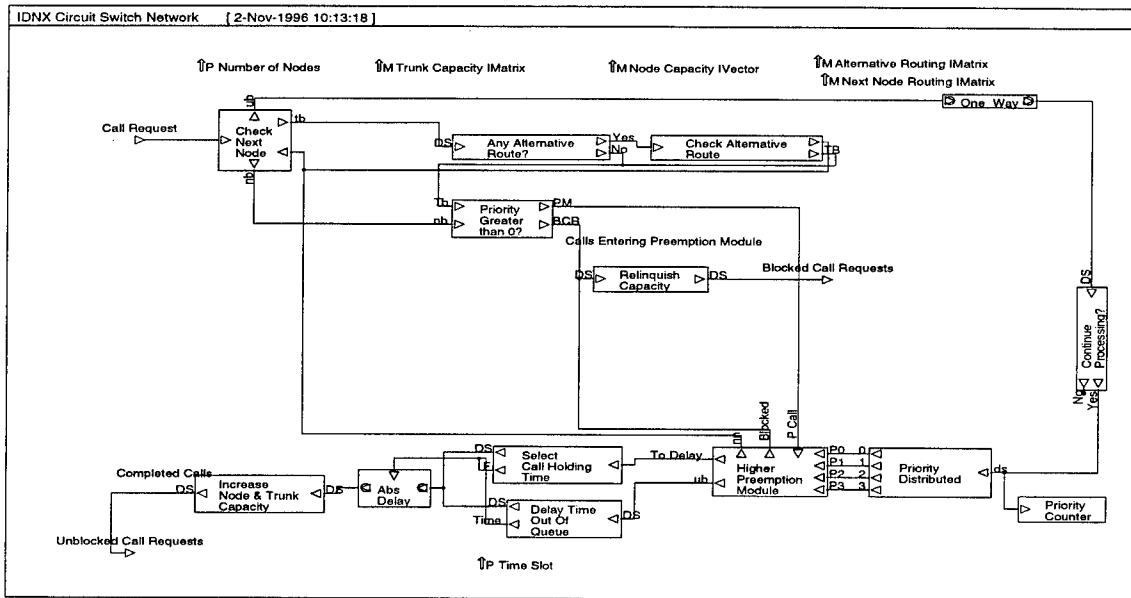 IDNX Circuit Switch Network [ 2-Nov-1996 10:13:18 ]
⇑P Number of Nodes
⇑M Trunk Capacity IMatrix
⇑M Node Capacity IVector
⇑M Alternative Routing IMatrix
⇑M Next Node Routing IMatrix
One Way
Call Request
Check
Next
Node
tb
nb
DS
Any Alternative
Route?
Yes
No
Check Alternative
Route
TB
Tb
nb
Priority
Greater
than 0?
PM
BCR
Calls Entering Preemption Module
DS
Relinquish
Capacity
DS
Blocked Call Requests
DS
Continue
Processing?
No
Yes
nn
Blocked
P Call
To Delay
ub
Higher
Preemption
Module
P0
P1
P2
P3
0
1
2
3
Priority
Distributed
ds
Priority
Counter
DS
Select
Call Holding
Time
DS
Time
Delay Time
Out Of
Queue
DS
Abs
Delay
Completed Calls
DS
Increase
Node & Trunk
Capacity
DS
Unblocked Call Requests
⇑P Time Slot